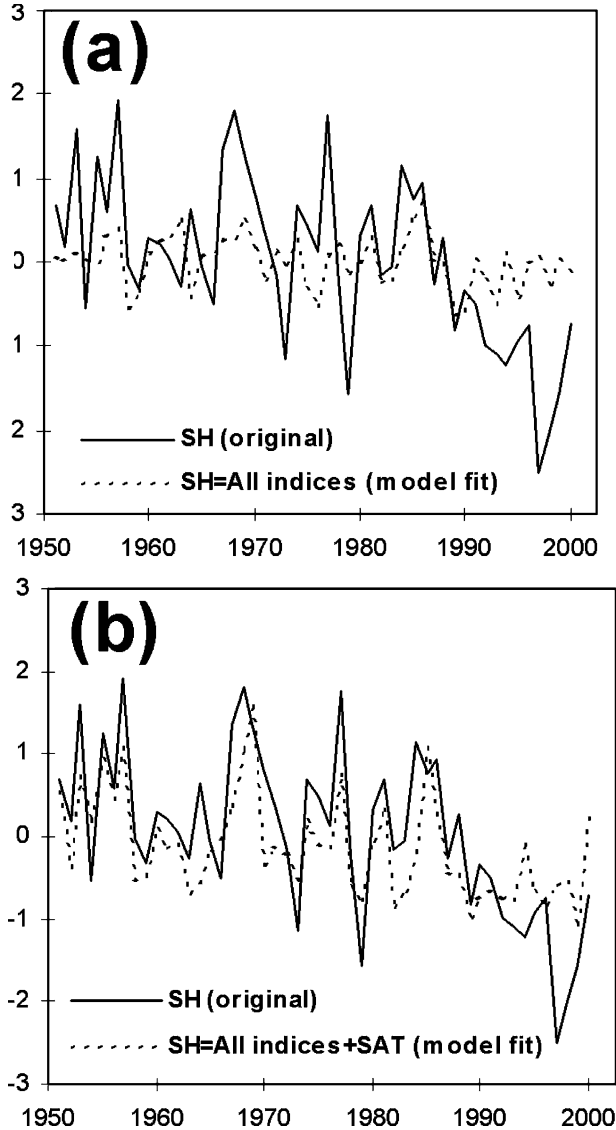 3
(a)
2
1
0
1
2
3
SH (original)
SH=All indices (model fit)
1950 1960 1970 1980 1990 2000
3
(b)
2
1
0
-1
-2
-3
SH (original)
SH=All indices+SAT (model fit)
1950 1960 1970 1980 1990 2000